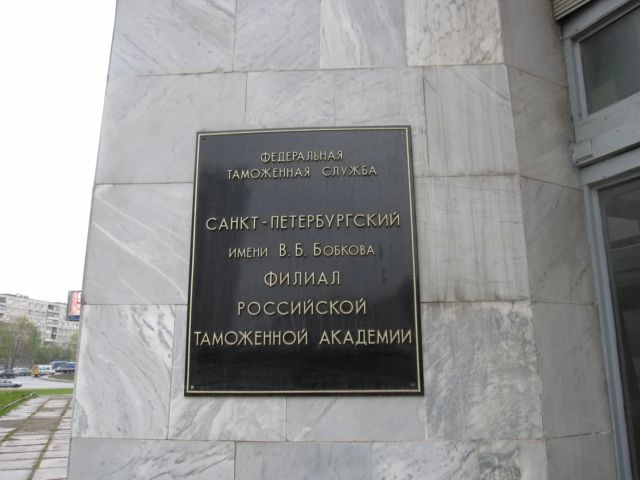 ФЕДЕРАЛЬНАЯ
ТАМОЖЕННАЯ СЛУЖБА
САНКТ-ПЕТЕРБУРГСКИЙ
ИМЕНИ В. Б. БОБКОВА
ФИЛИАЛ
РОССИЙСКОЙ
ТАМОЖЕННОЙ АКАДЕМИИ